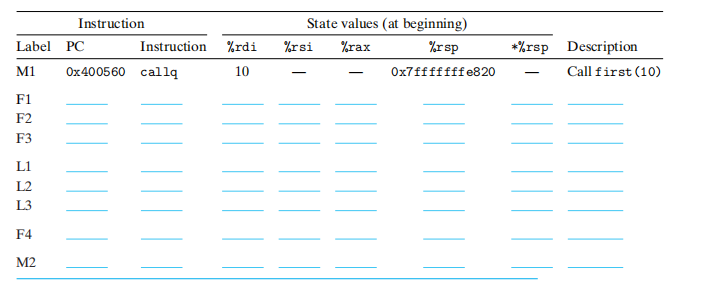 Instruction State values (at beginning)
Label PC Instruction %rdi %rsi %rax %rsp *%rsp Description
M1 0x400560 callq 10 — — 0x7fffffffe820 — Call first(10)
F1
F2
F3
L1
L2
L3
F4
M2